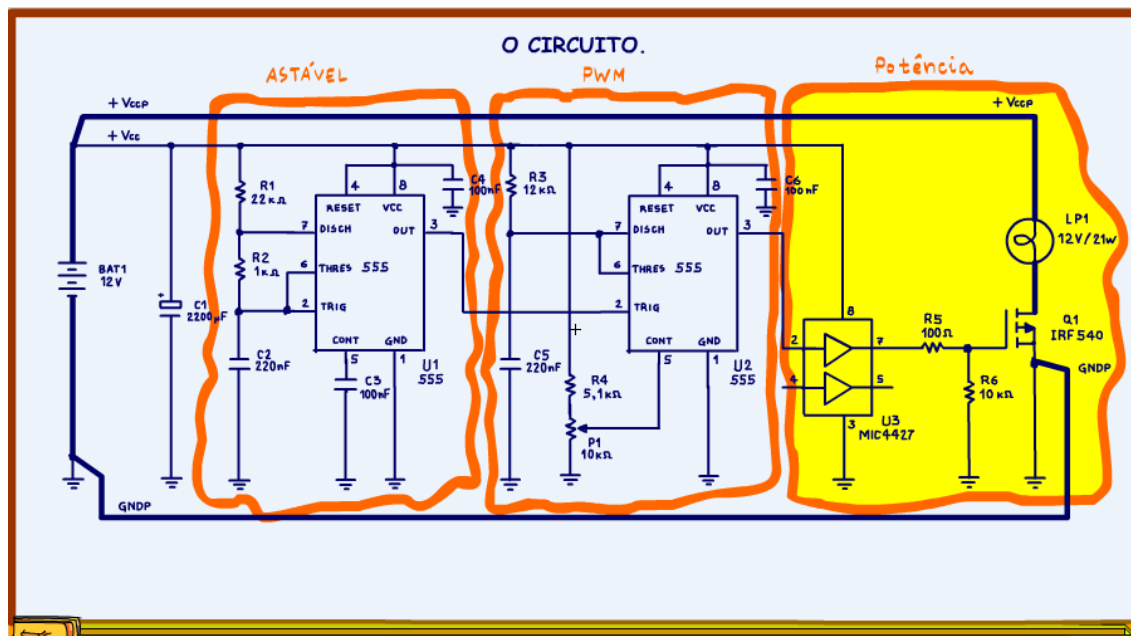 O CIRCUITO.
ASTÁVEL
PWM
Potência
+ VCCP
+ VCCP
+ VCC
R1
22KΩ
R2
1KΩ
C4
100nF
4
8
RESET
VCC
7
DISCH
OUT
3
6
THRES
555
2
TRIG
CONT
GND
5
1
U1
555
BAT1
12V
+
C1
2200µF
C2
220nF
C3
100nF
R3
12KΩ
C6
100nF
4
8
RESET
VCC
7
DISCH
OUT
3
6
THRES
555
2
TRIG
CONT
GND
5
1
U2
555
C5
220nF
R4
5,1KΩ
P1
10KΩ
LP1
12V/21W
8
2
7
4
5
3
U3
MIC4427
R5
100Ω
R6
10KΩ
Q1
IRF540
GNDP
GNDP